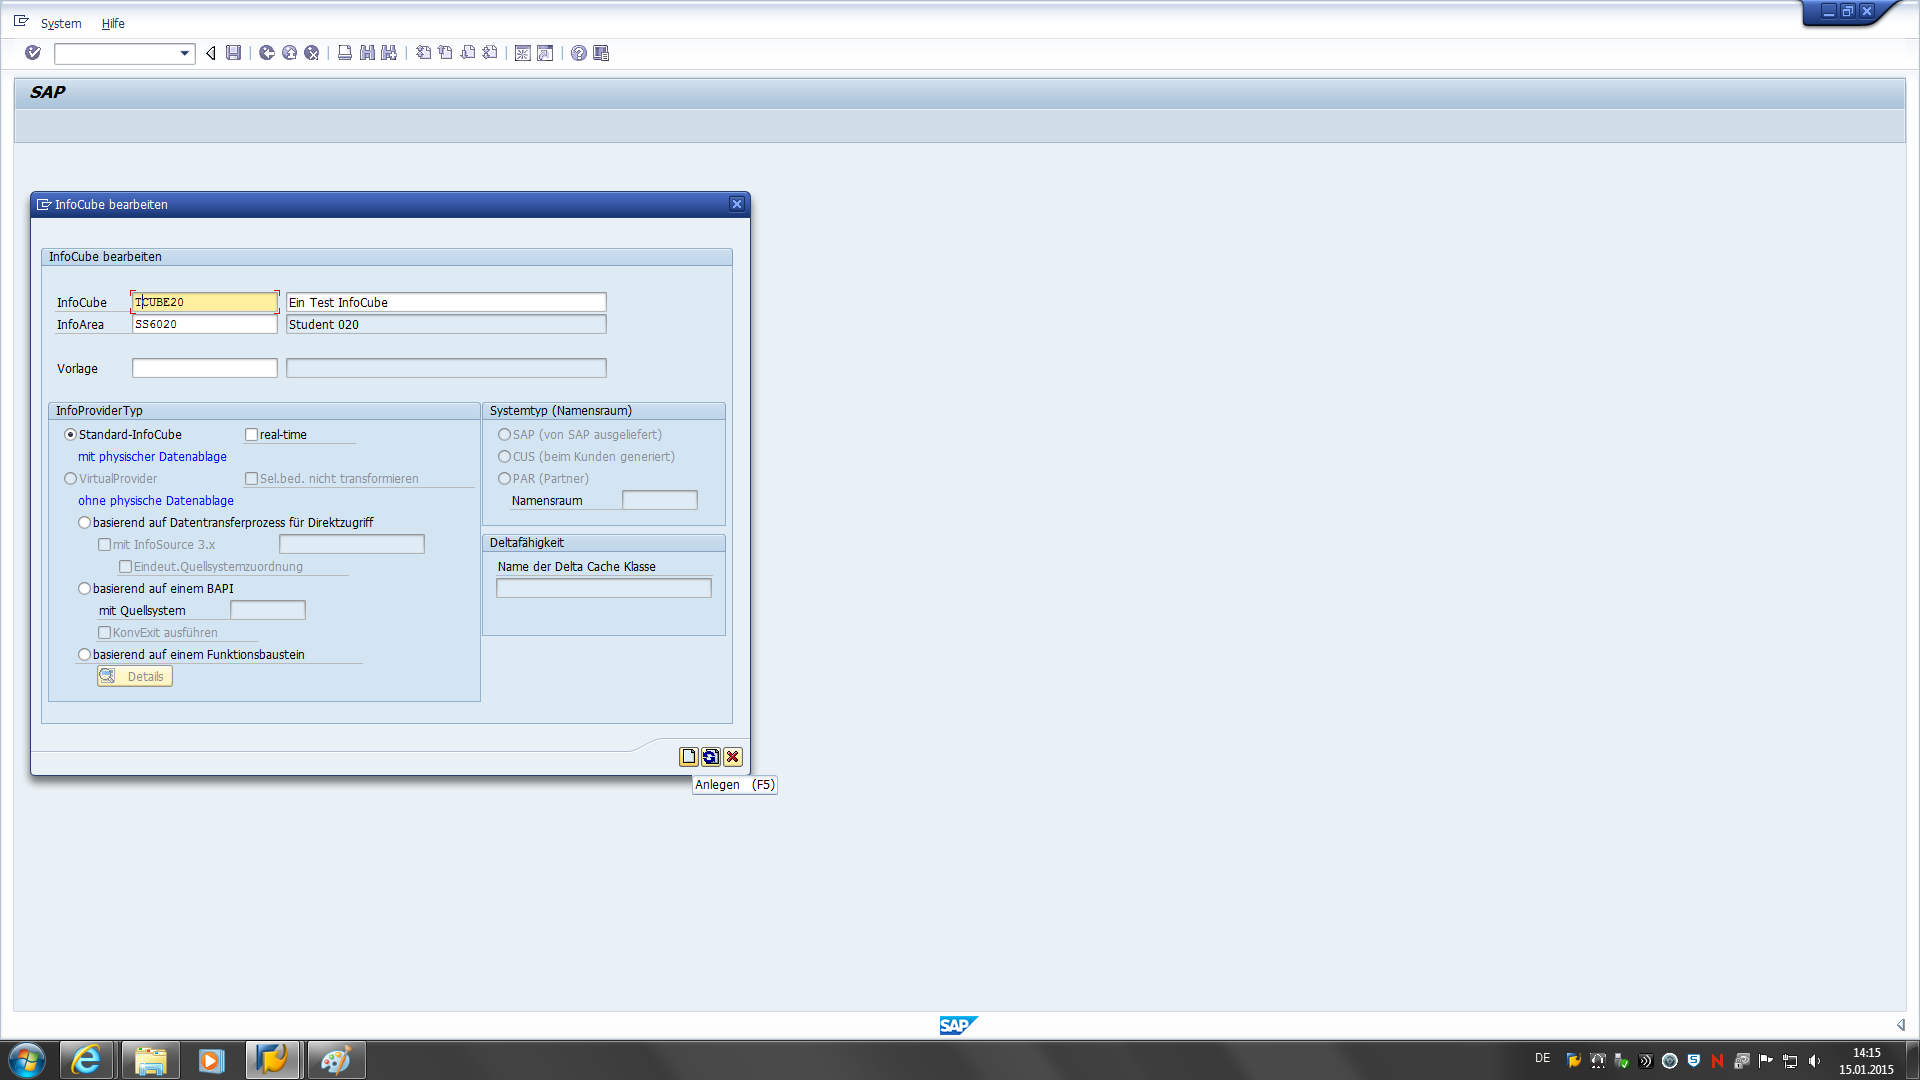 System Hilfe
SAP
InfoCube bearbeiten
InfoCube bearbeiten
InfoCube TCUBE20 Ein Test InfoCube
InfoArea SS6020 Student 020
Vorlage
InfoProviderTyp
Standard-InfoCube real-time
mit physischer Datenablage
VirtualProvider Sel.bed. nicht transformieren
ohne physische Datenablage
basierend auf Datentransferprozess für Direktzugriff
mit InfoSource 3.x
Eindeut.Quellsystemzuordnung
basierend auf einem BAPI
mit Quellsystem
KonvExit ausführen
basierend auf einem Funktionsbaustein
Details
Systemtyp (Namensraum)
SAP (von SAP ausgeliefert)
CUS (beim Kunden generiert)
PAR (Partner)
Namensraum
Deltafähigkeit
Name der Delta Cache Klasse
Anlegen (F5)
SAP
DE
14:15
15.01.2015